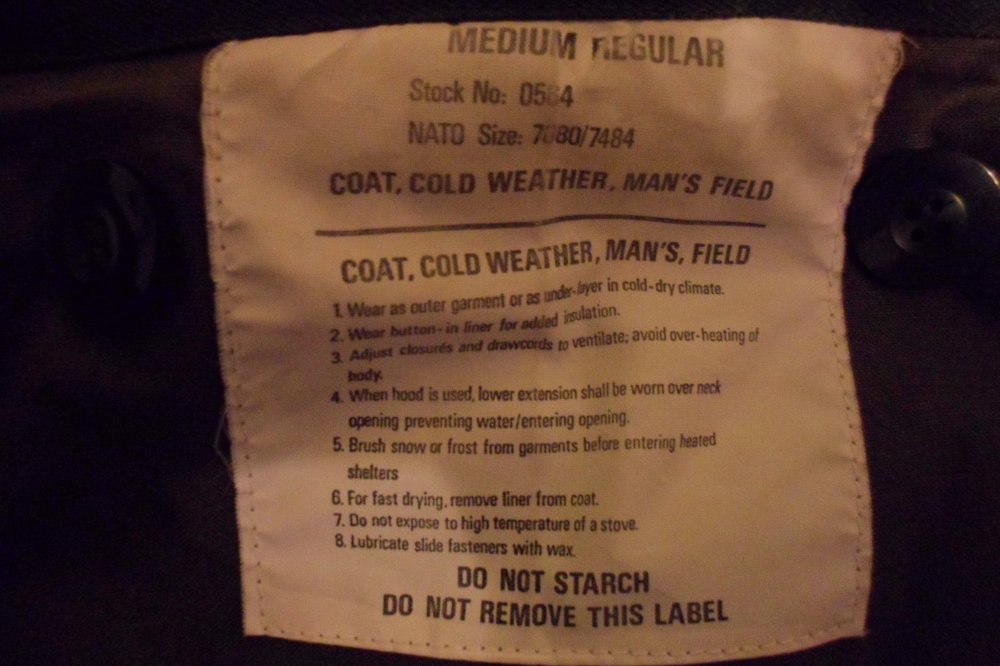 MEDIUM REGULAR
Stock No:
NATO Size:
COAT, COLD WEATHER, MAN'S FIELD
COAT, COLD WEATHER, MAN'S, FIELD
1. Wear as outer garment or as under-layer in cold-dry climate.
2. Wear button-in liner for added insulation.
3. Adjust closures and drawcords to ventilate; avoid over-heating of
body.
4. When hood is used, lower extension shall be worn over neck
opening preventing water/entering opening.
5. Brush snow or frost from garments before entering heated
shelters
6. For fast drying, remove liner from coat.
7. Do not expose to high temperature of a stove.
8. Lubricate slide fasteners with wax.
DO NOT STARCH
DO NOT REMOVE THIS LABEL